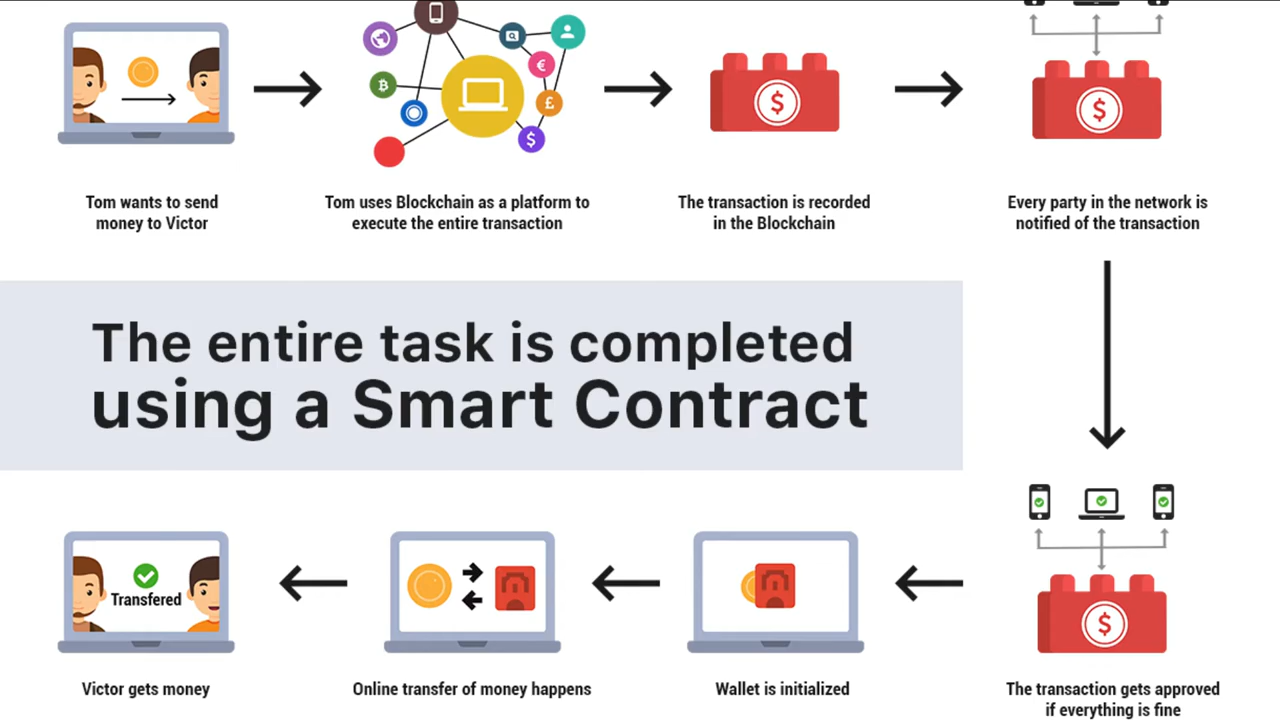 Tom wants to send
money to Victor
Tom uses Blockchain as a platform to
execute the entire transaction
The transaction is recorded
in the Blockchain
Every party in the network is
notified of the transaction
€
£
$
$
$
The entire task is completed
using a Smart Contract
Transfered
$
Victor gets money
Online transfer of money happens
Wallet is initialized
The transaction gets approved
if everything is fine